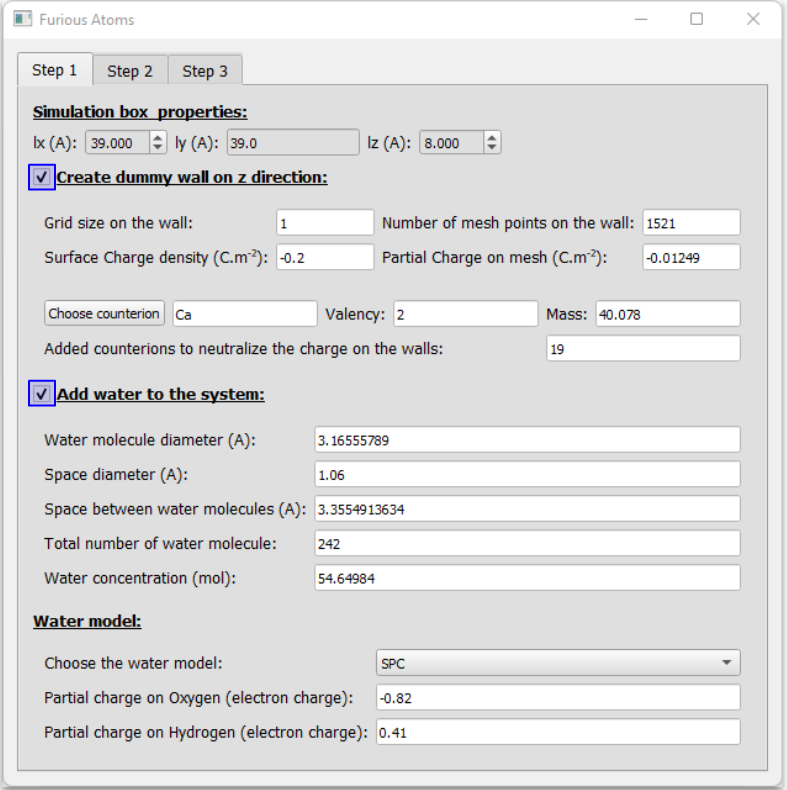 Furious Atoms
Step 1 Step 2 Step 3
Simulation box properties:
lx (A): 39.000 ly (A): 39.0 lz (A): 8.000
Create dummy wall on z direction:
Grid size on the wall: 1 Number of mesh points on the wall: 1521
Surface Charge density (C.m⁻²): -0.2 Partial Charge on mesh (C.m⁻²): -0.01249
Choose counterion Ca Valency: 2 Mass: 40.078
Added counterions to neutralize the charge on the walls: 19
Add water to the system:
Water molecule diameter (A): 3.16555789
Space diameter (A): 1.06
Space between water molecules (A): 3.3554913634
Total number of water molecule: 242
Water concentration (mol): 54.64984
Water model:
Choose the water model: SPC
Partial charge on Oxygen (electron charge): -0.82
Partial charge on Hydrogen (electron charge): 0.41